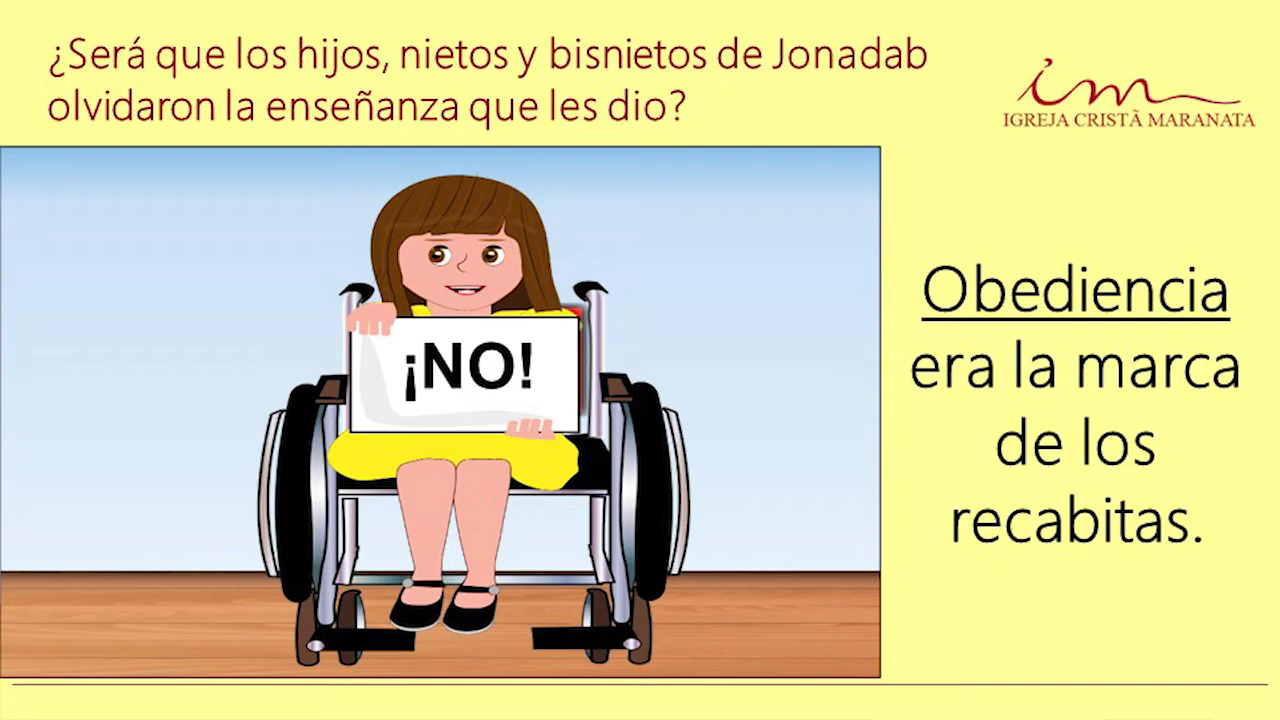 ¿Será que los hijos, nietos y bisnietos de Jonadab
olvidaron la enseñanza que les dio?
im
IGREJA CRISTÃ MARANATA
¡NO!
Obediencia
era la marca
de los
recabitas.